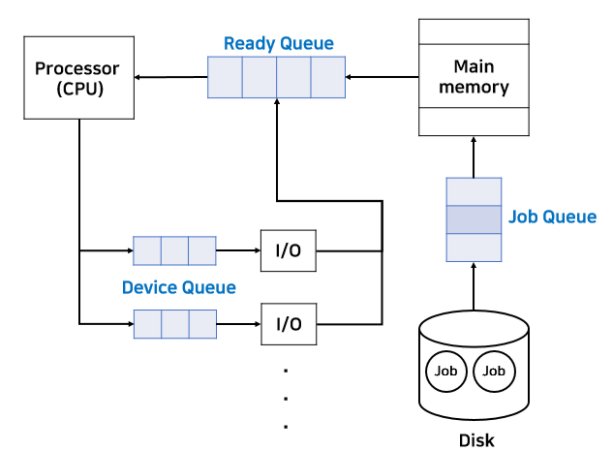 Ready Queue
Processor
(CPU)
Main
memory
Job Queue
I/O
Device Queue
I/O
Job
Job
Disk